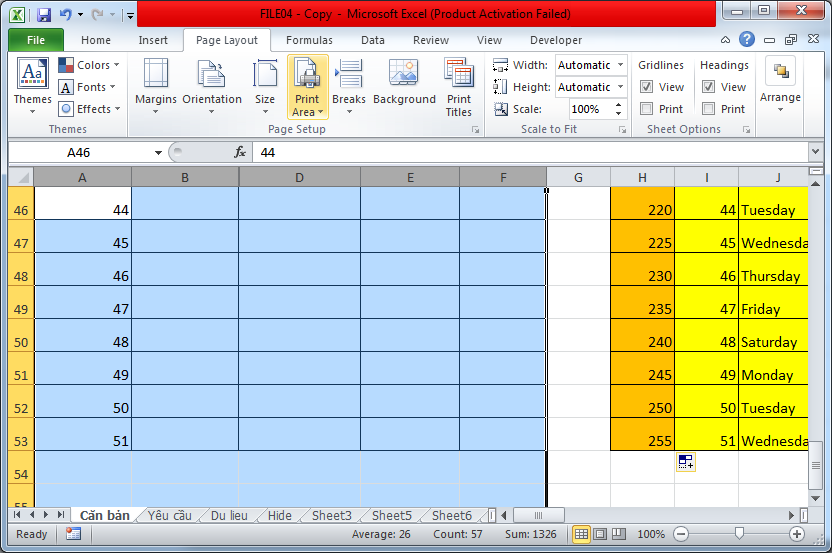 FILE04 - Copy - Microsoft Excel (Product Activation Failed)
File Home Insert Page Layout Formulas Data Review View Developer
Themes Colors Fonts Effects
Margins Orientation Size Print Area Breaks Background Print Titles
Width: Automatic
Height: Automatic
Scale: 100%
Gridlines View Print
Headings View Print
Arrange
Themes Page Setup Scale to Fit Sheet Options
A46 fx 44
A B C D E F G H I J
46 44 220 44 Tuesday
47 45 225 45 Wednesda
48 46 230 46 Thursday
49 47 235 47 Friday
50 48 240 48 Saturday
51 49 245 49 Monday
52 50 250 50 Tuesday
53 51 255 51 Wednesda
54
55
Căn bản Yêu cầu Du lieu Hide Sheet3 Sheet5 Sheet6
Ready Average: 26 Count: 57 Sum: 1326 100%